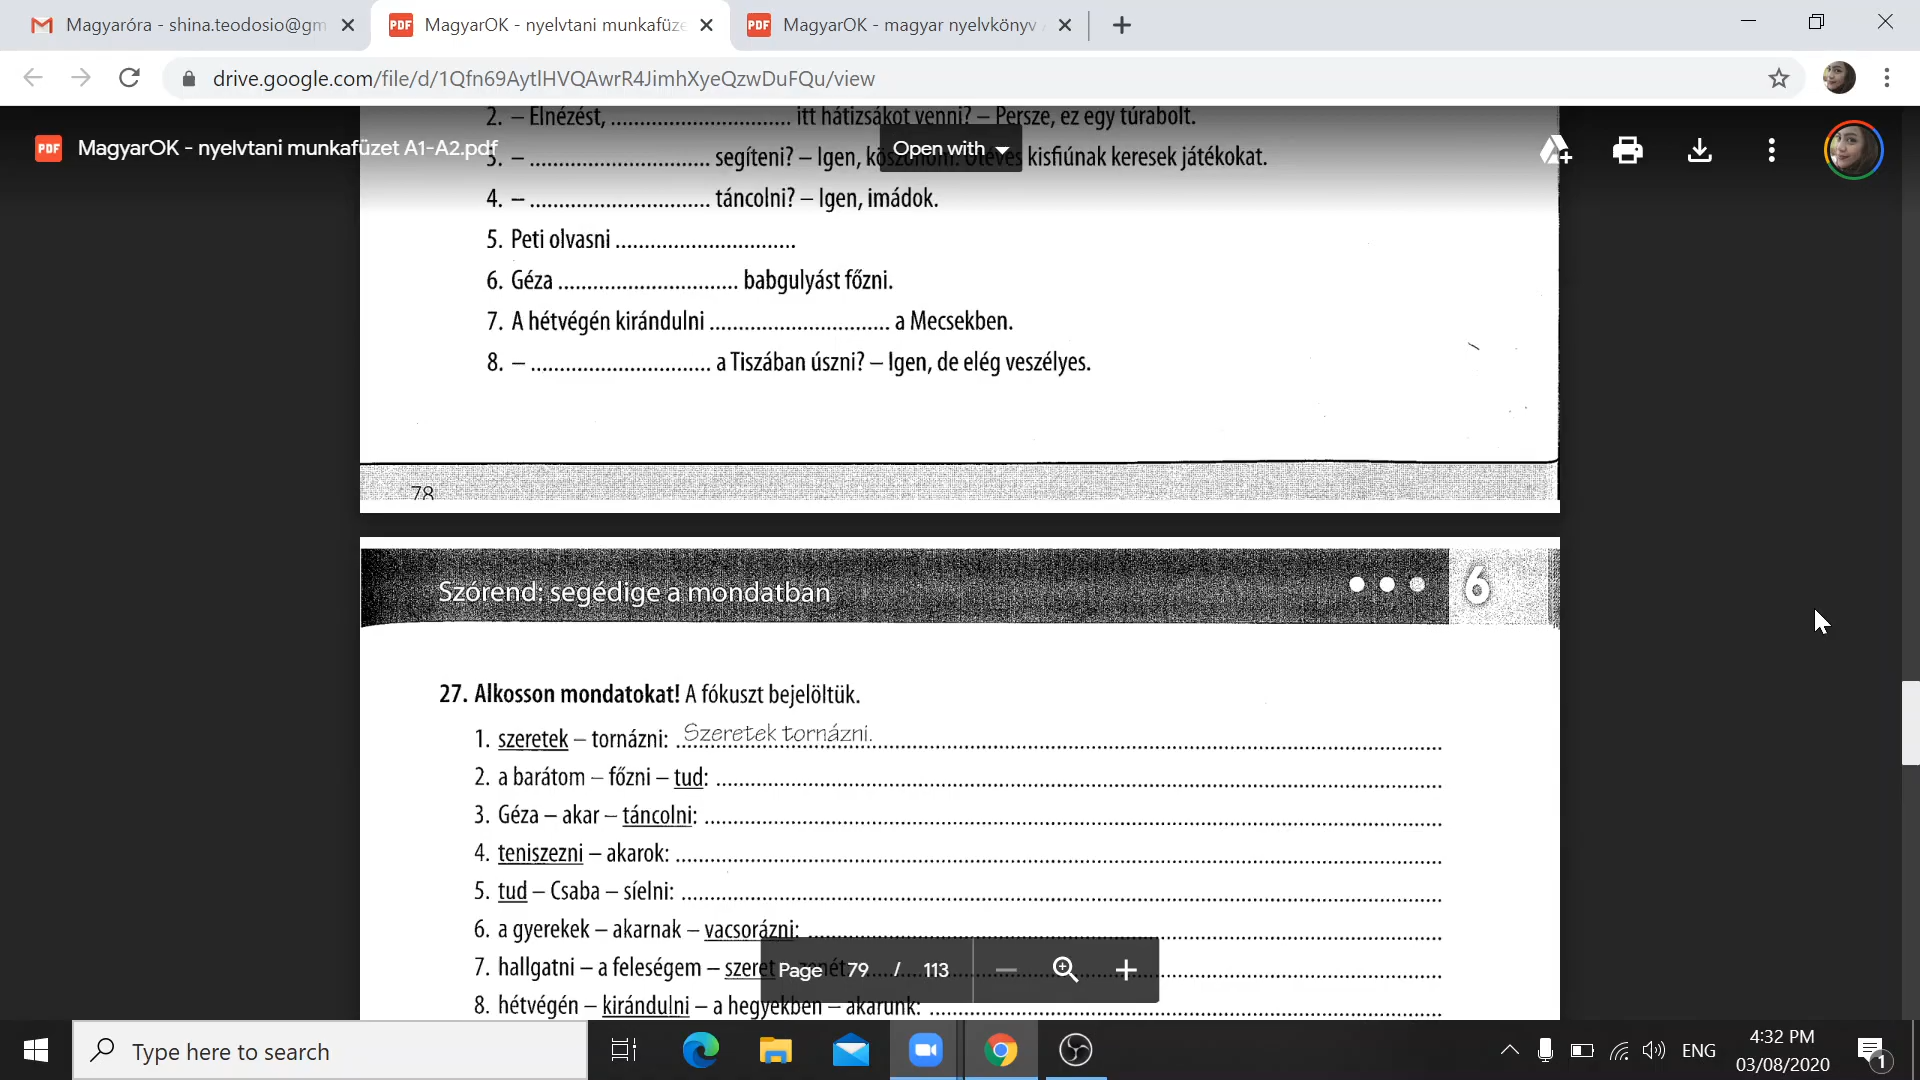 Magyaróra - shina.teodosio@gm
MagyarOK - nyelvtani munkafüze
MagyarOK - magyar nyelvkönyv
drive.google.com/file/d/1Qfn69AytlHVQAwrR4JimhXyeQzwDuFQu/view
PDF MagyarOK - nyelvtani munkafüzet A1-A2.pdf
Open with
2. – Elnézést, .............................. itt hátizsákot venni? – Persze, ez egy túrabolt.
3. – .............................. segíteni? – Igen, köszönöm. Ötéves kisfiúnak keresek játékokat.
4. – .............................. táncolni? – Igen, imádok.
5. Peti olvasni ..............................
6. Géza .............................. babgulyást főzni.
7. A hétvégén kirándulni .............................. a Mecsekben.
8. – .............................. a Tiszában úszni? – Igen, de elég veszélyes.
78
Szórend: segédige a mondatban
6
27. Alkosson mondatokat! A fókuszt bejelöltük.
1. szeretek – tornázni: Szeretek tornázni.
2. a barátom – főzni – tud:
3. Géza – akar – táncolni:
4. teniszezni – akarok:
5. tud – Csaba – síelni:
6. a gyerekek – akarnak – vacsorázni:
7. hallgatni – a feleségem – szeret – zenét
8. hétvégén – kirándulni – a hegyekben – akarunk:
Page 79 / 113
Type here to search
ENG
4:32 PM
03/08/2020
1